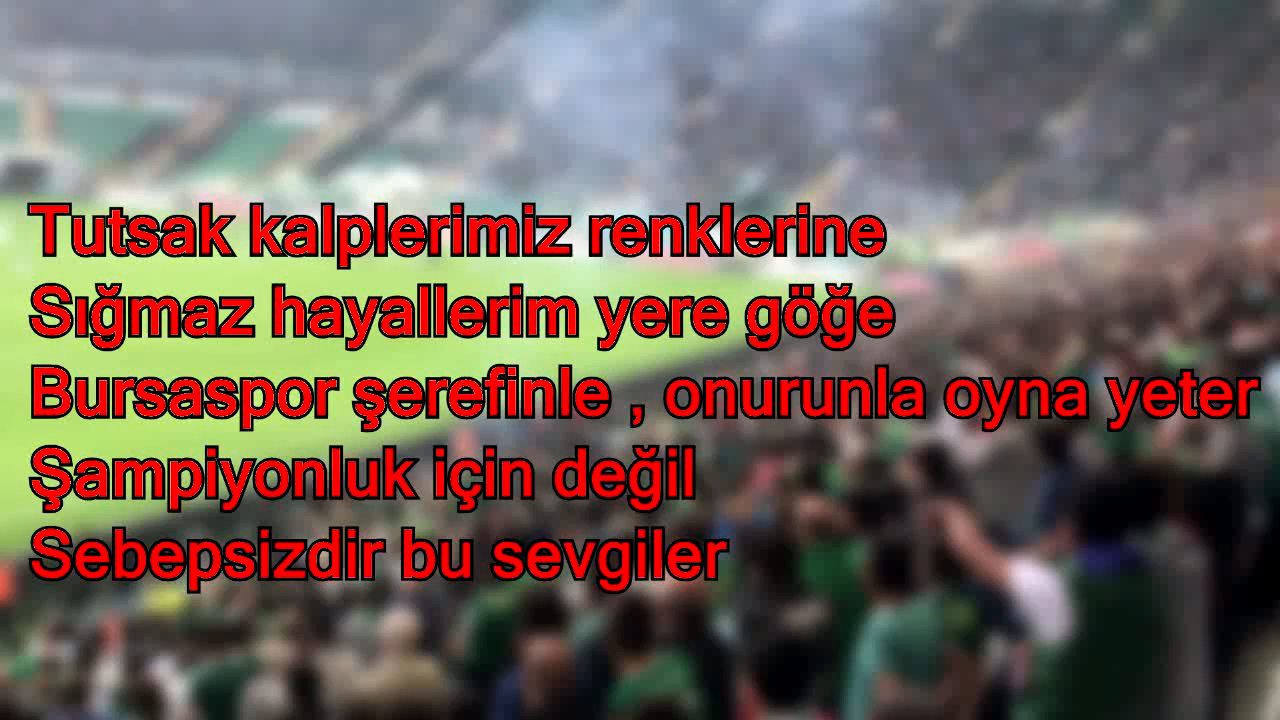 Tutsak kalplerimiz renklerine
Sığmaz hayallerim yere göğe
Bursaspor şerefinle , onurunla oyna yeter
Şampiyonluk için değil
Sebepsizdir bu sevgiler